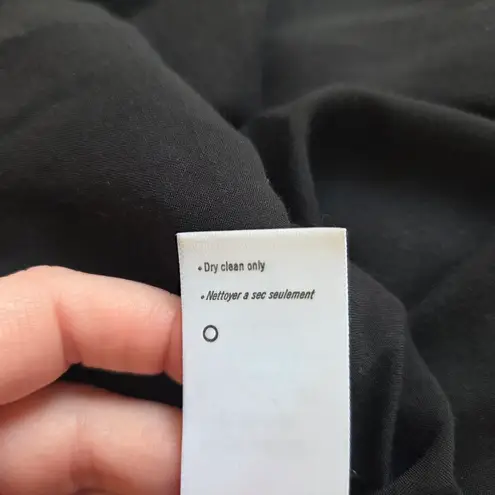 • Dry clean only
• Nettoyer a sec seulement